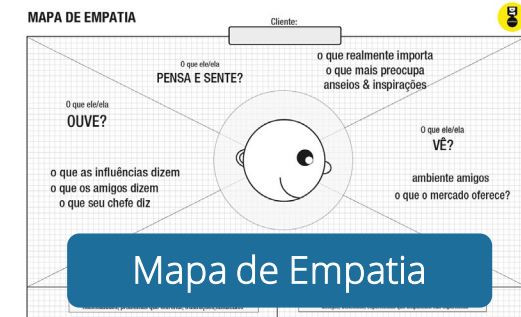 MAPA DE EMPATIA
Cliente:
O que ele/ela
PENSA E SENTE?
o que realmente importa
o que mais preocupa
anseios & inspirações
O que ele/ela
OUVE?
o que as influências dizem
o que os amigos dizem
o que seu chefe diz
O que ele/ela
VÊ?
ambiente amigos
o que o mercado oferece?
Mapa de Empatia